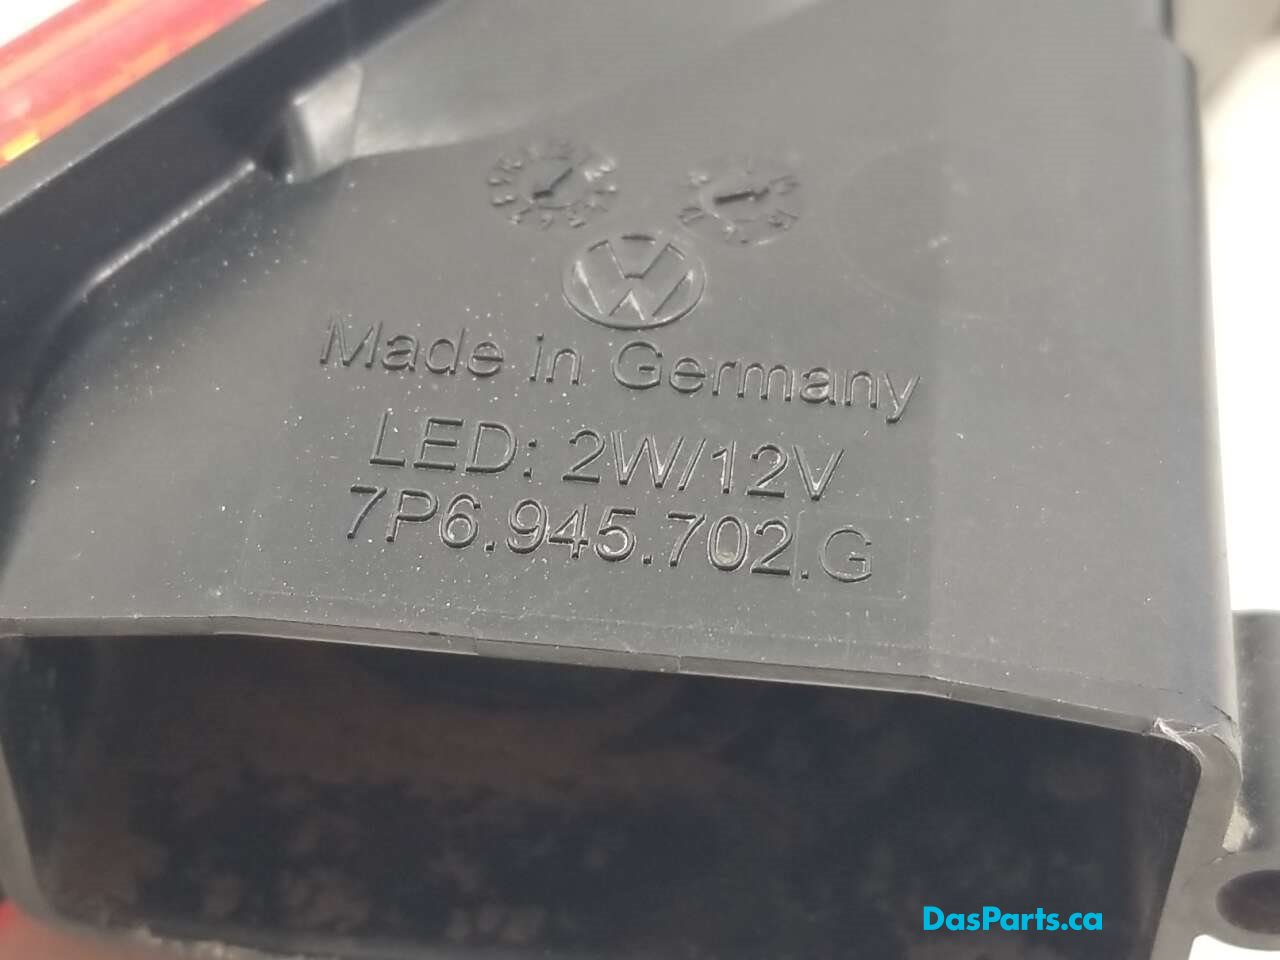 Made in Germany
LED: 2W/12V
7P6.945.702.G
DasParts.ca